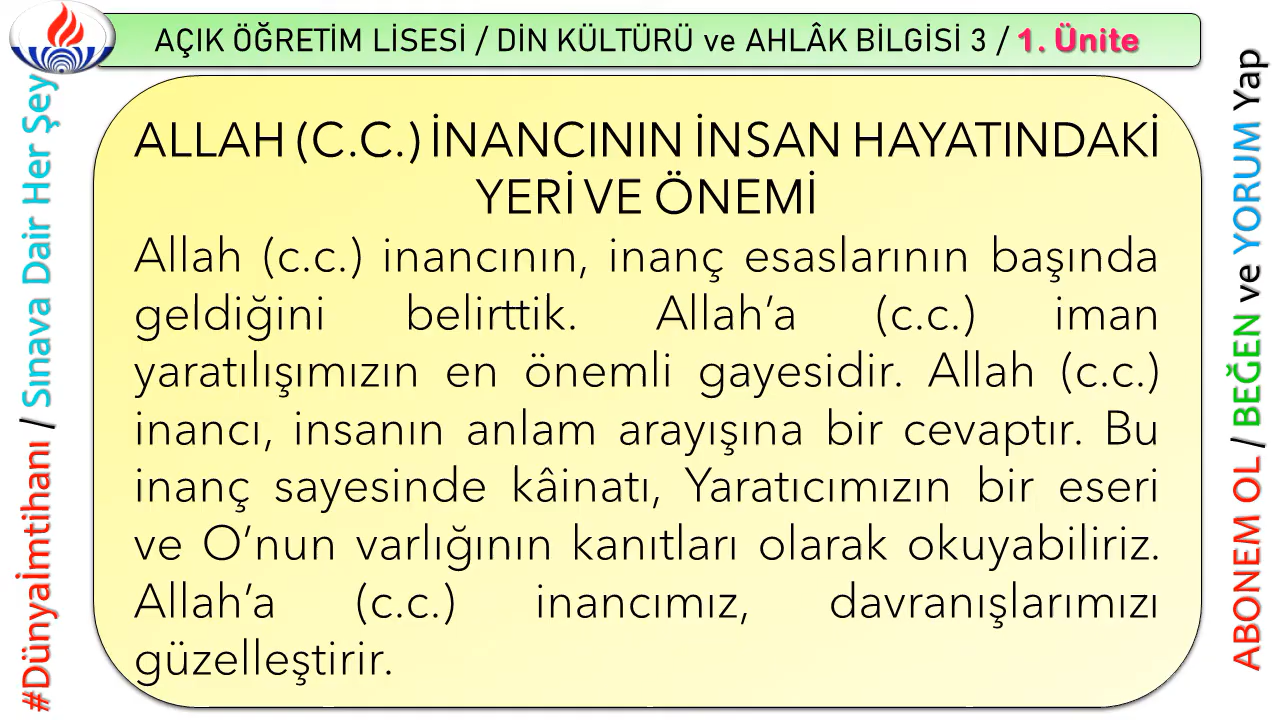 AÇIK ÖĞRETİM LİSESİ / DİN KÜLTÜRÜ ve AHLÂK BİLGİSİ 3 / 1. Ünite
#Dünyaİmtihanı / Sınava Dair Her Şey
ALLAH (C.C.) İNANCININ İNSAN HAYATINDAKİ
YERİ VE ÖNEMİ
Allah (c.c.) inancının, inanç esaslarının başında
geldiğini belirttik. Allah’a (c.c.) iman
yaratılışımızın en önemli gayesidir. Allah (c.c.)
inancı, insanın anlam arayışına bir cevaptır. Bu
inanç sayesinde kâinatı, Yaratıcımızın bir eseri
ve O’nun varlığının kanıtları olarak okuyabiliriz.
Allah’a (c.c.) inancımız, davranışlarımızı
güzelleştirir.
ABONEM OL / BEĞEN ve YORUM Yap